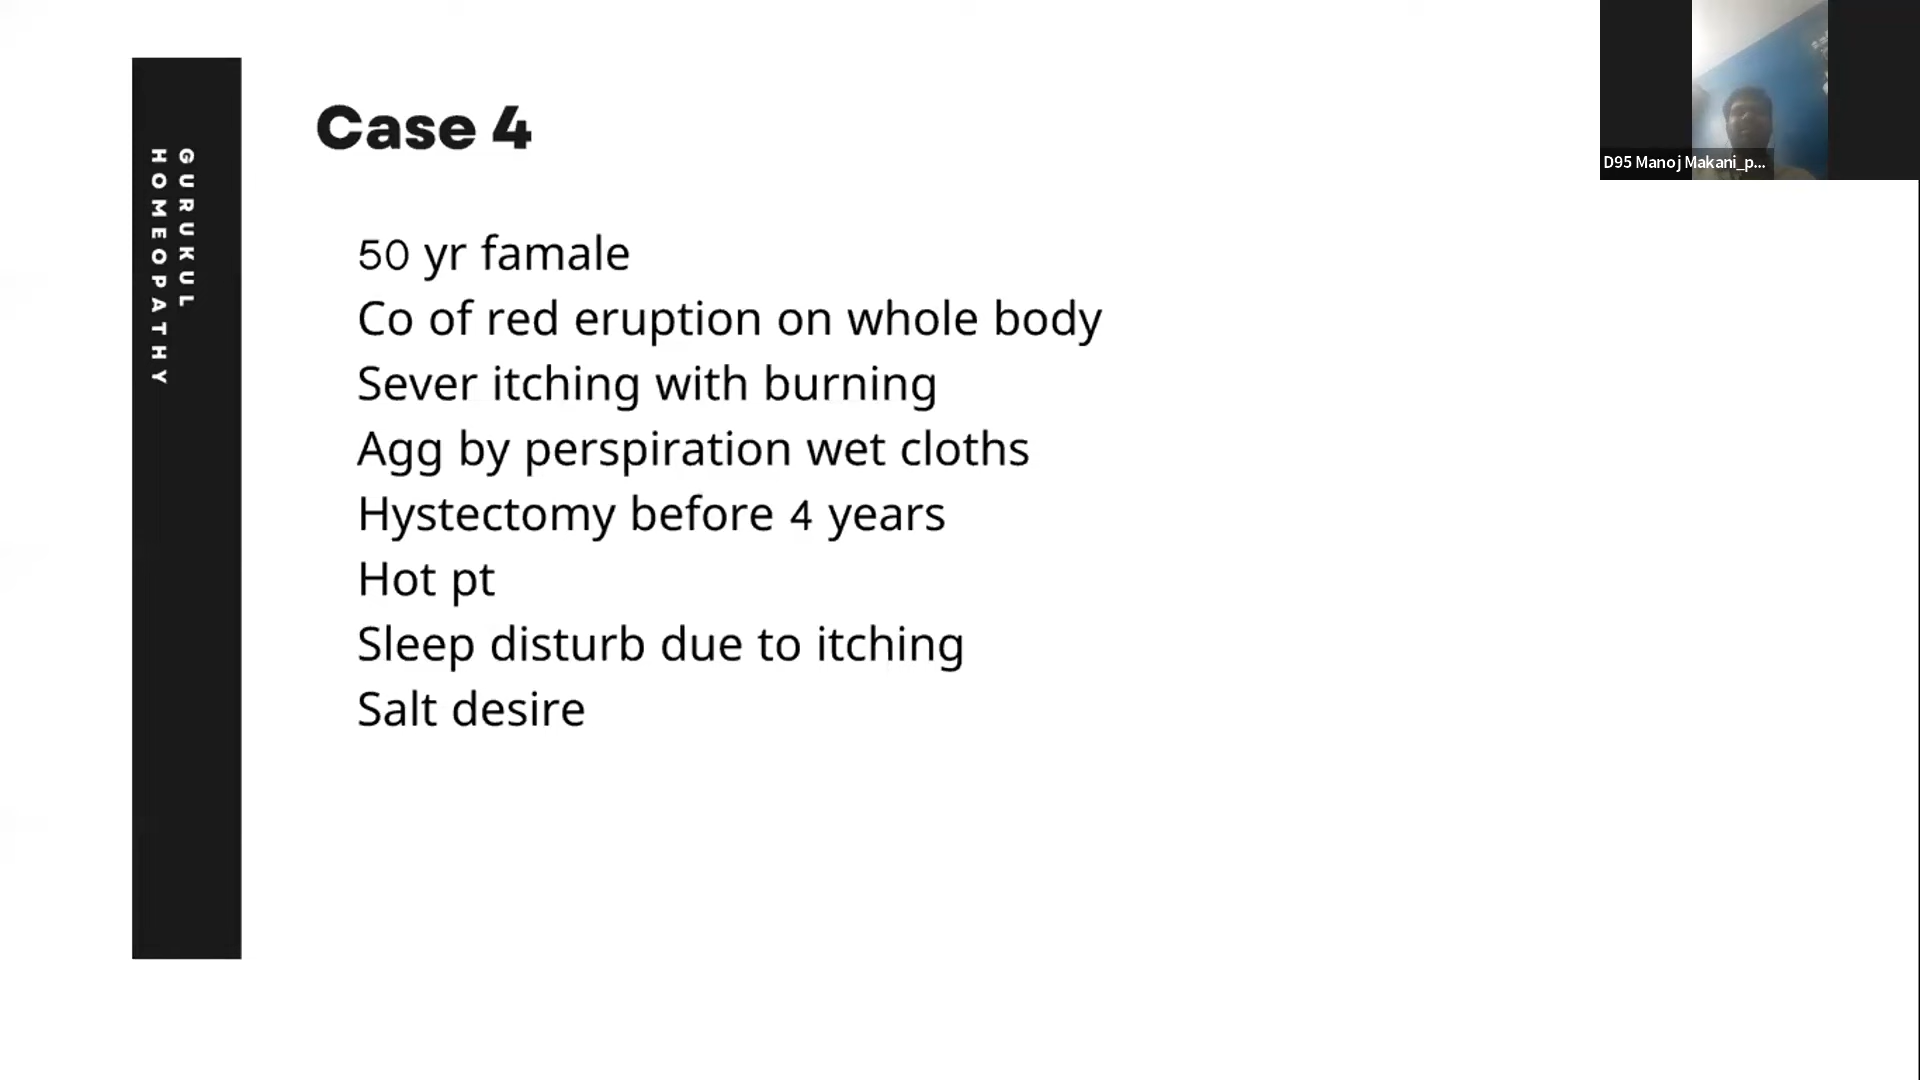 GURUKUL
HOMEOPATHY
Case 4
50 yr famale
Co of red eruption on whole body
Sever itching with burning
Agg by perspiration wet cloths
Hystectomy before 4 years
Hot pt
Sleep disturb due to itching
Salt desire
D95 Manoj Makani_p...